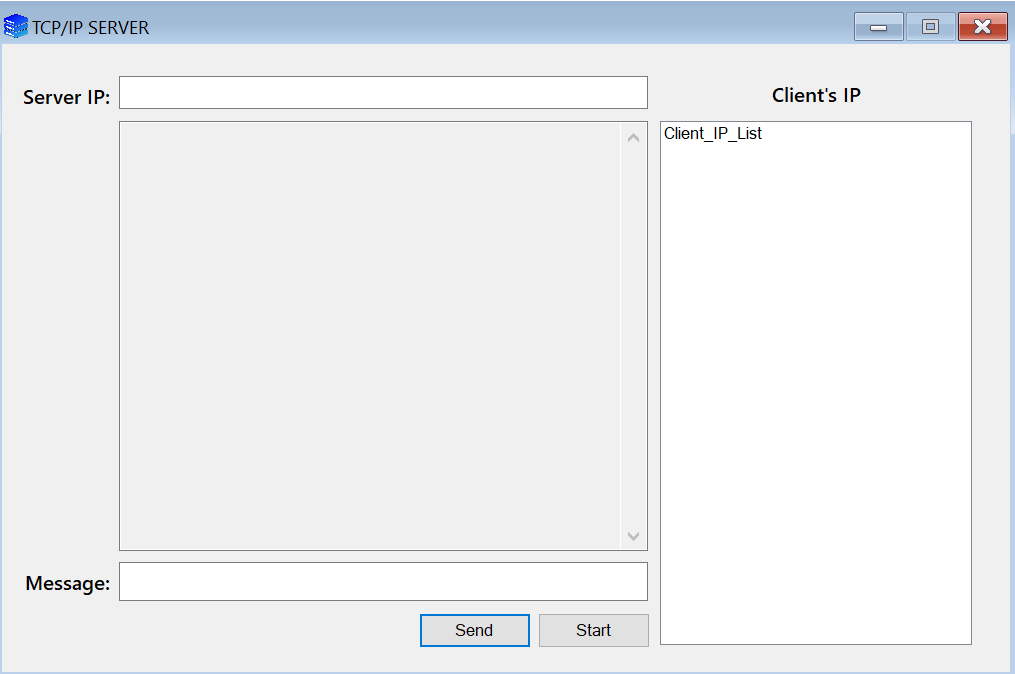 TCP/IP SERVER
Server IP:
Client's IP
Client_IP_List
Message:
Send
Start